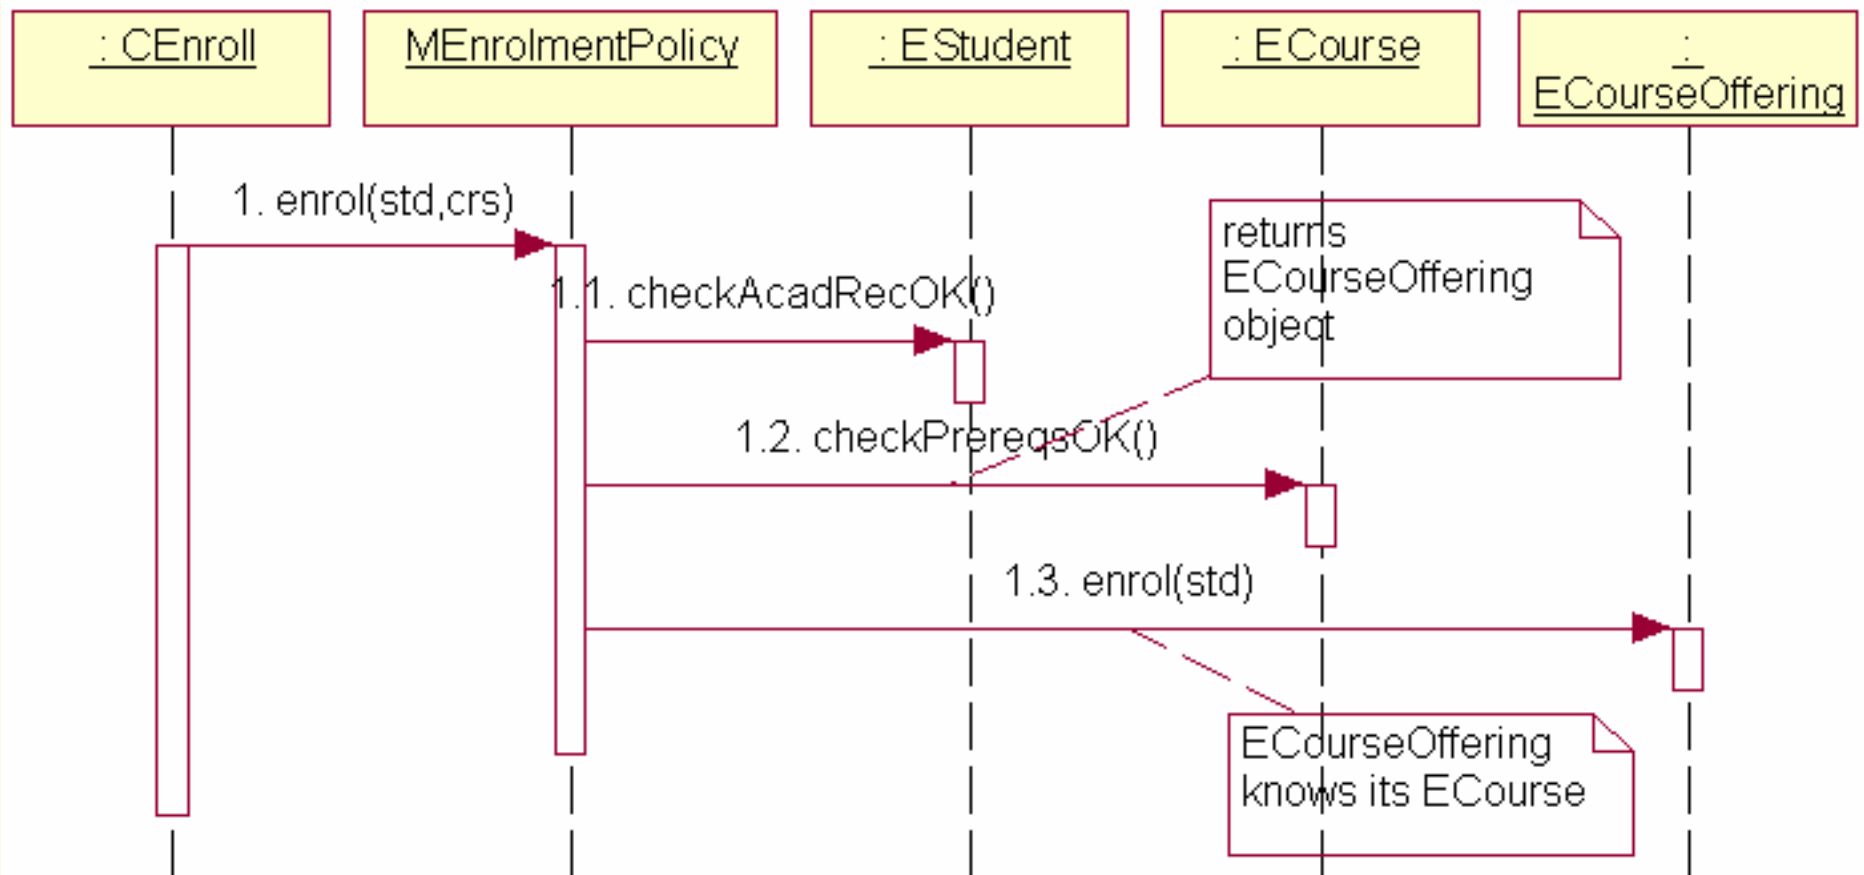 : CEnroll
MEnrolmentPolicy
: EStudent
: ECourse
:
ECourseOffering
1. enrol(std,crs)
returns
ECourseOffering
object
1.1. checkAcadRecOK()
1.2. checkPrereqsOK()
1.3. enrol(std)
ECourseOffering
knows its ECourse